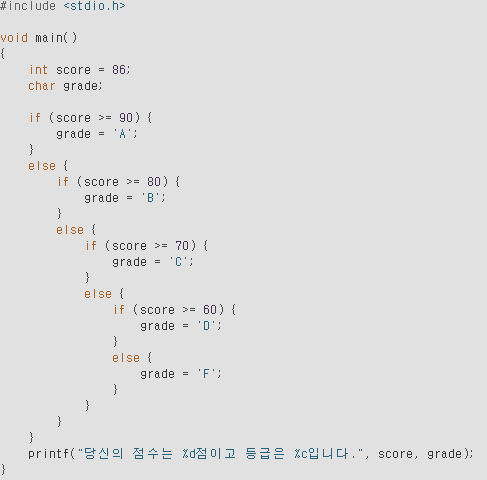 #include <stdio.h>

void main()
{
    int score = 86;
    char grade;

    if (score >= 90) {
        grade = 'A';
    }
    else {
        if (score >= 80) {
            grade = 'B';
        }
        else {
            if (score >= 70) {
                grade = 'C';
            }
            else {
                if (score >= 60) {
                    grade = 'D';
                }
                else {
                    grade = 'F';
                }
            }
        }
    }
    printf("당신의 점수는 %d점이고 등급은 %c입니다.", score, grade);
}